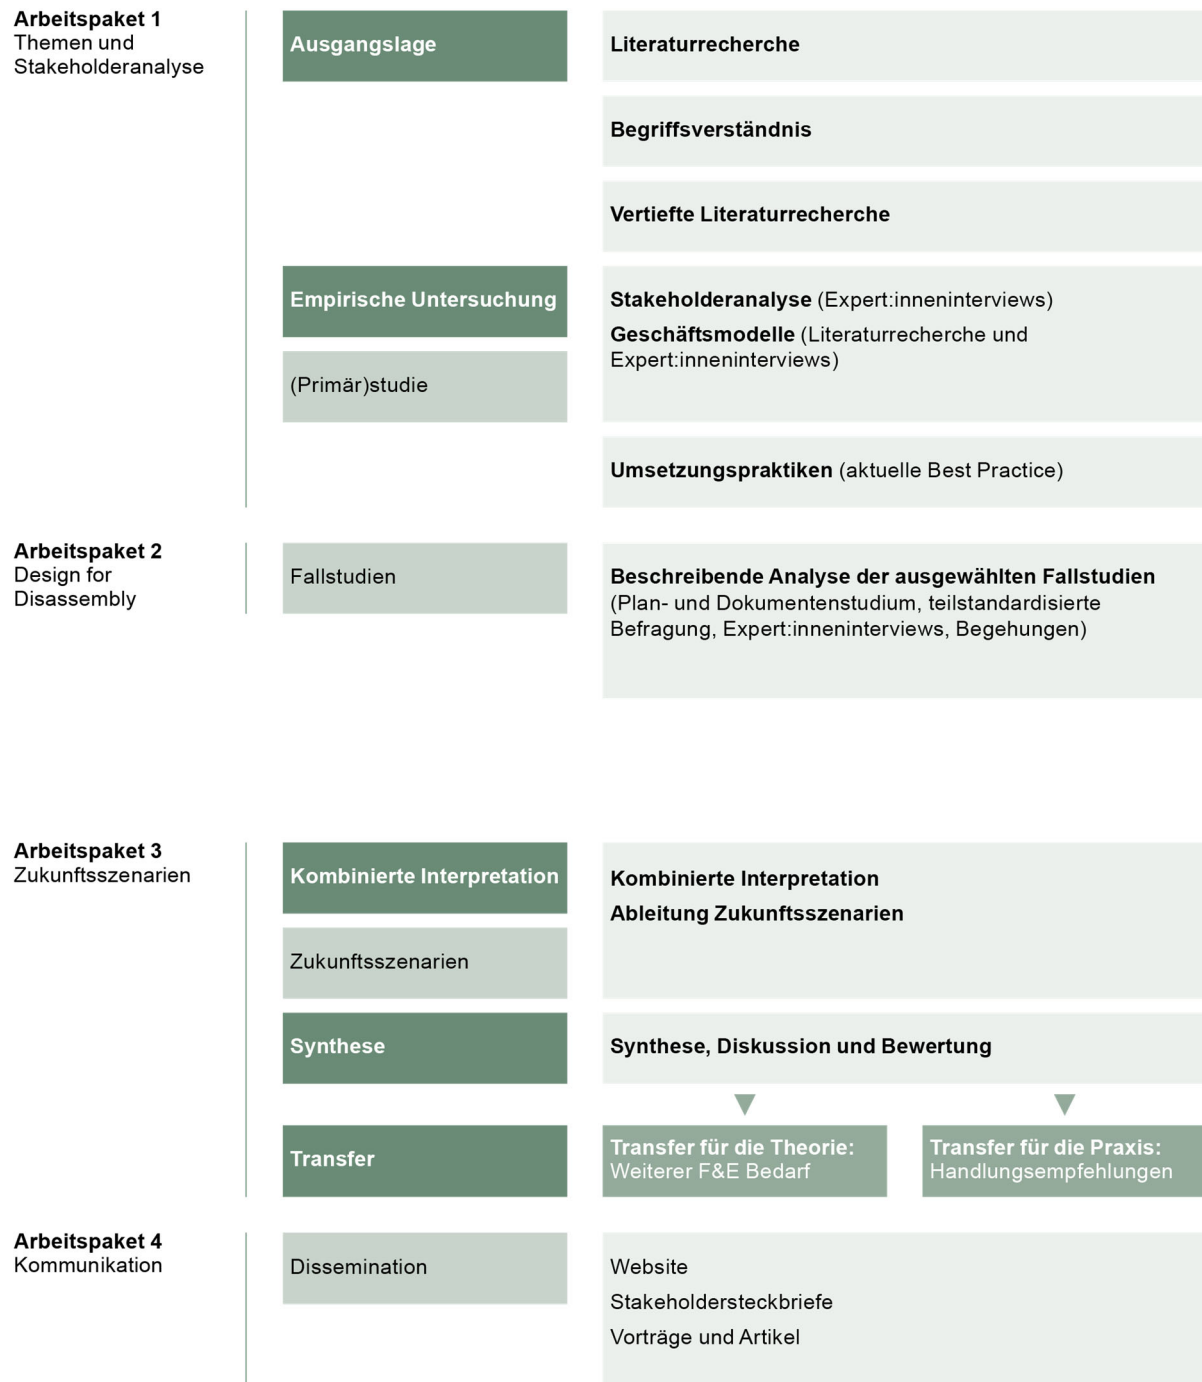 Arbeitspaket 1
Themen und
Stakeholderanalyse
Ausgangslage
Literaturrecherche
Begriffsverständnis
Vertiefte Literaturrecherche
Empirische Untersuchung
(Primär)studie
Stakeholderanalyse (Expert:inneninterviews)
Geschäftsmodelle (Literaturrecherche und
Expert:inneninterviews)
Umsetzungspraktiken (aktuelle Best Practice)
Arbeitspaket 2
Design for
Disassembly
Fallstudien
Beschreibende Analyse der ausgewählten Fallstudien
(Plan- und Dokumentenstudium, teilstandardisierte
Befragung, Expert:inneninterviews, Begehungen)
Arbeitspaket 3
Zukunftsszenarien
Kombinierte Interpretation
Zukunftsszenarien
Kombinierte Interpretation
Ableitung Zukunftsszenarien
Synthese
Synthese, Diskussion und Bewertung
Transfer
Transfer für die Theorie:
Weiterer F&E Bedarf
Transfer für die Praxis:
Handlungsempfehlungen
Arbeitspaket 4
Kommunikation
Dissemination
Website
Stakeholdersteckbriefe
Vorträge und Artikel